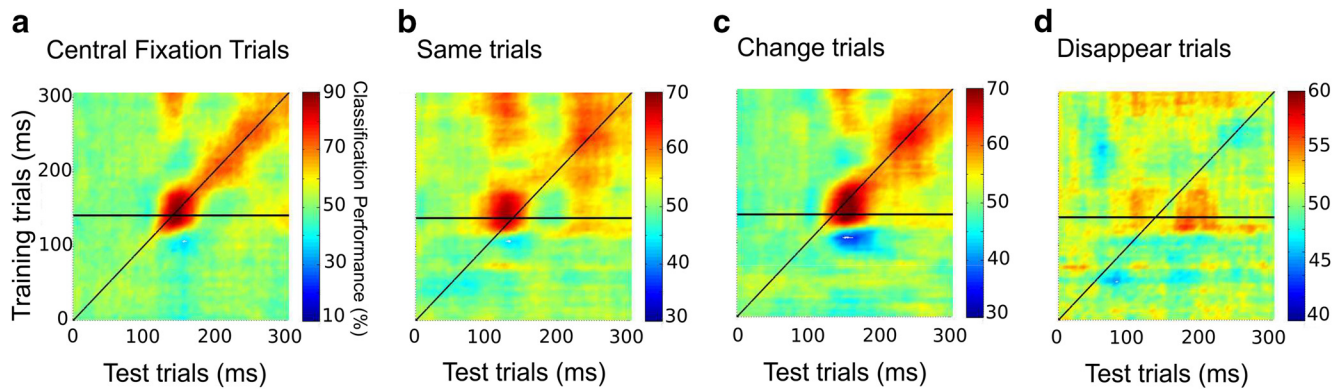 a
b
c
d
Central Fixation Trials
Same trials
Change trials
Disappear trials
Training trials (ms)
300
200
100
0
0 100 200 300
Test trials (ms)
90
70
50
30
10
Classification Performance (%)
0 100 200 300
Test trials (ms)
70
60
50
40
30
0 100 200 300
Test trials (ms)
70
60
50
40
30
0 100 200 300
Test trials (ms)
60
55
50
45
40